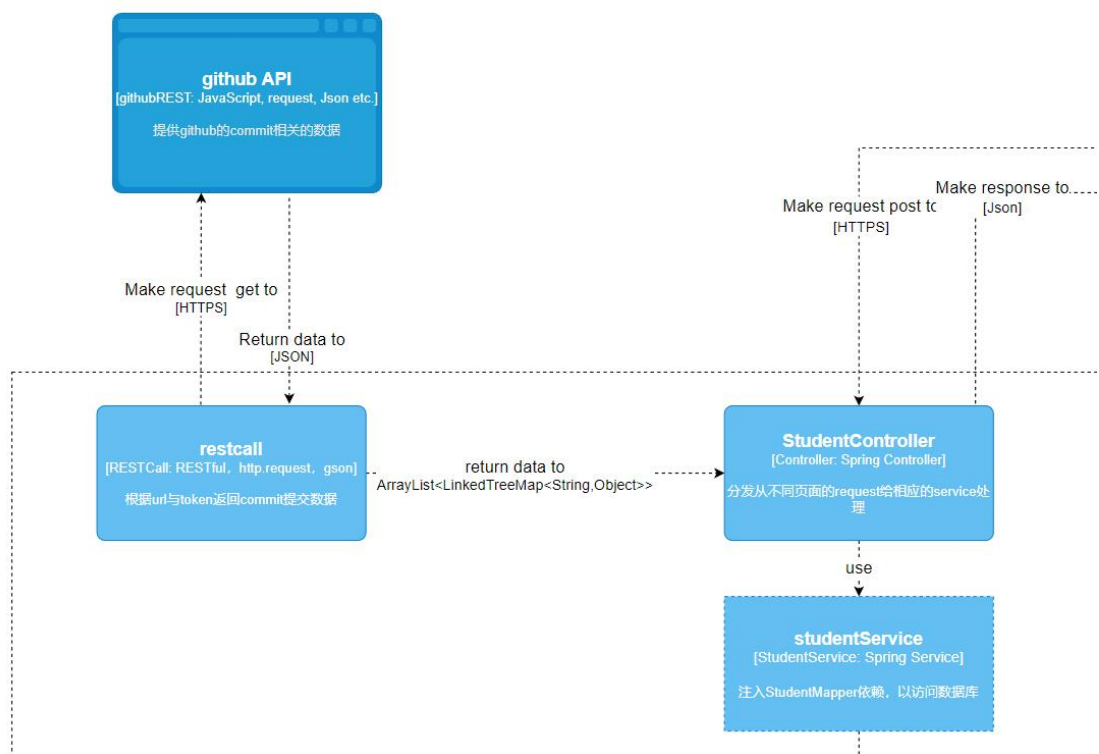 github API
[githubREST: JavaScript, request, Json etc.]
提供github的commit相关的数据
Make request get to
[HTTPS]
Return data to
[JSON]
Make request post to
[HTTPS]
Make response to
[Json]
restcall
[RESTCall: RESTful，http.request，gson]
根据url与token返回commit提交数据
return data to
ArrayList<LinkedTreeMap<String,Object>>
StudentController
[Controller: Spring Controller]
分发从不同页面的request给相应的service处
理
use
studentService
[StudentService: Spring Service]
注入StudentMapper依赖，以访问数据库